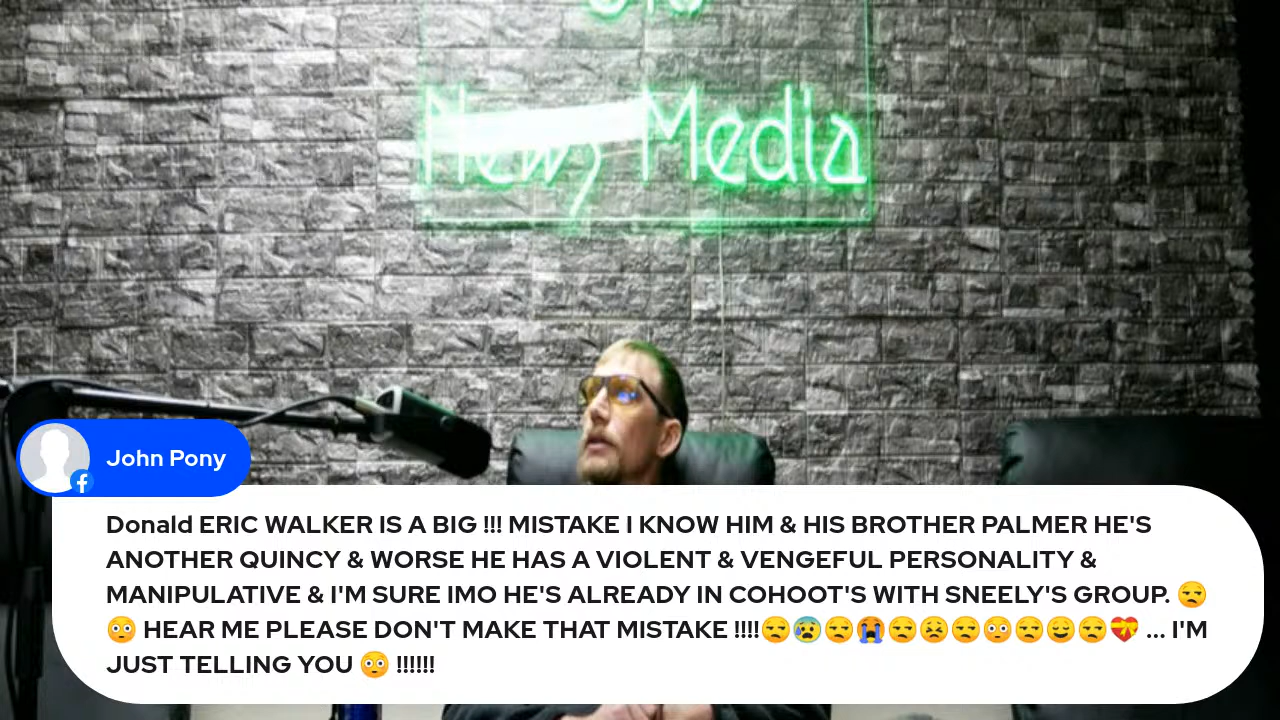 News Media
John Pony
Donald ERIC WALKER IS A BIG !!! MISTAKE I KNOW HIM & HIS BROTHER PALMER HE'S
ANOTHER QUINCY & WORSE HE HAS A VIOLENT & VENGEFUL PERSONALITY &
MANIPULATIVE & I'M SURE IMO HE'S ALREADY IN COHOOT'S WITH SNEELY'S GROUP. 😒
😳 HEAR ME PLEASE DON'T MAKE THAT MISTAKE !!!!😒😰😒😭😒😣😒😳😒😌😒💝 ... I'M
JUST TELLING YOU 😳 !!!!!!